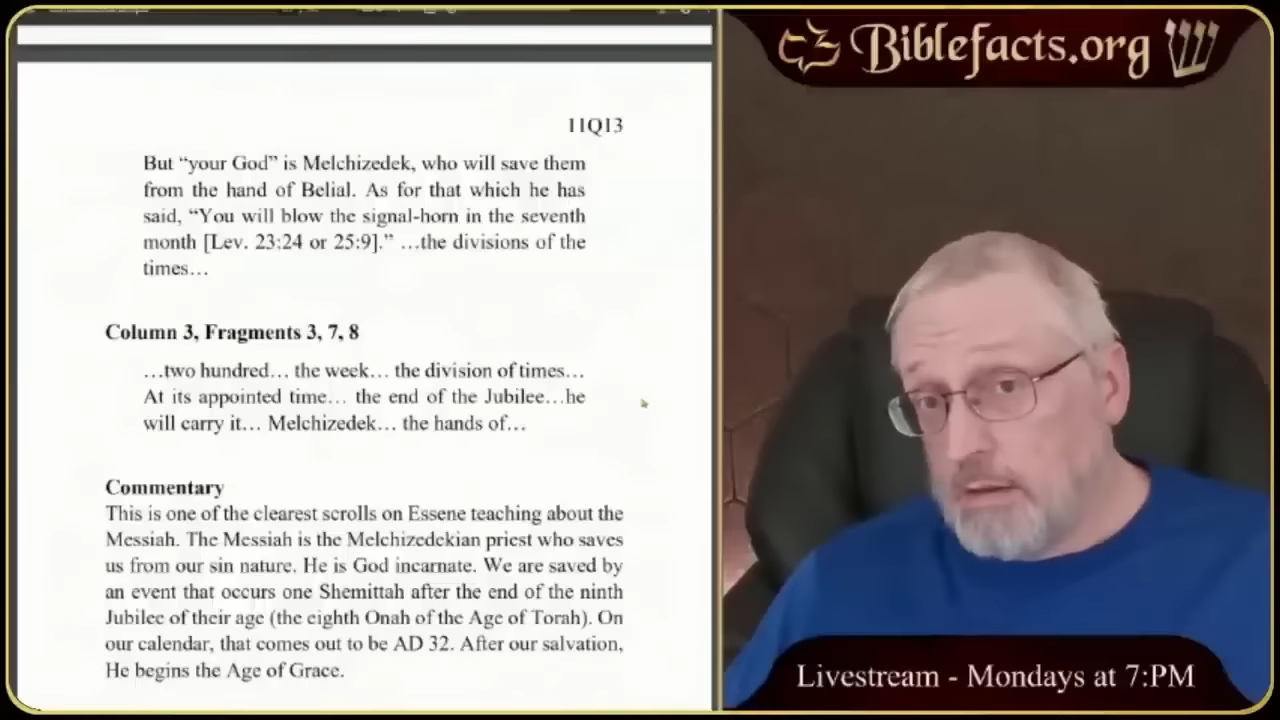 11Q13
But “your God” is Melchizedek, who will save them
from the hand of Belial. As for that which he has
said, “You will blow the signal-horn in the seventh
month [Lev. 23:24 or 25:9].” …the divisions of the
times…
Column 3, Fragments 3, 7, 8
…two hundred… the week… the division of times…
At its appointed time… the end of the Jubilee…he
will carry it… Melchizedek… the hands of…
Commentary
This is one of the clearest scrolls on Essene teaching about the
Messiah. The Messiah is the Melchizedekian priest who saves
us from our sin nature. He is God incarnate. We are saved by
an event that occurs one Shemittah after the end of the ninth
Jubilee of their age (the eighth Onah of the Age of Torah). On
our calendar, that comes out to be AD 32. After our salvation,
He begins the Age of Grace.
Biblefacts.org
Livestream - Mondays at 7:PM